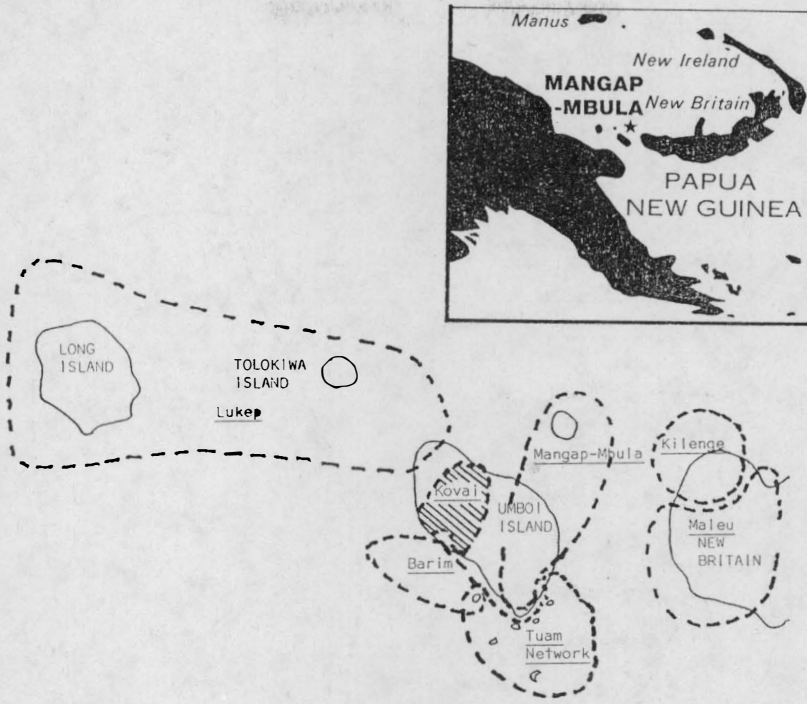 Manus
New Ireland
MANGAP
-MBULA
New Britain
PAPUA
NEW GUINEA
LONG
ISLAND
TOLOKIWA
ISLAND
Lukep
Mangap-Mbula
Kilenge
Kovai
UMBOI
ISLAND
Maleu
NEW
BRITAIN
Barim
Tuam
Network